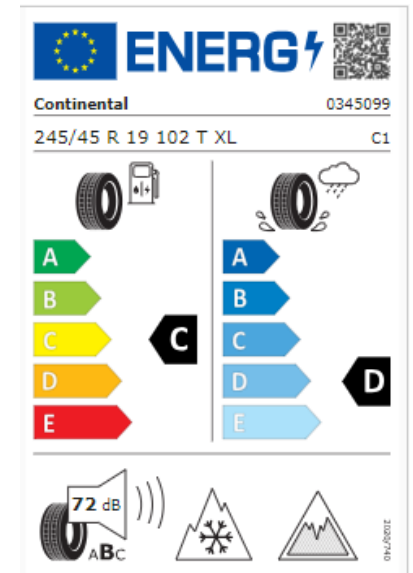 ENERG
Continental 0345099
245/45 R 19 102 T XL C1
A A
B B
C C C
D D D
E E
72 dB
ABC
2020/740